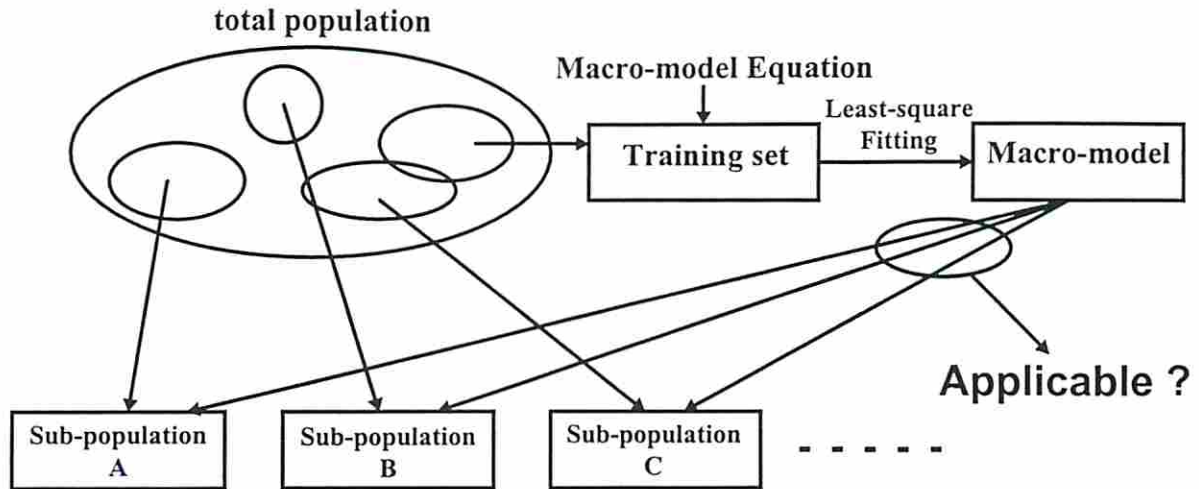 total population
Macro-model Equation
Least-square
Fitting
Training set
Macro-model
Applicable ?
Sub-population
A
Sub-population
B
Sub-population
C
- - - - -